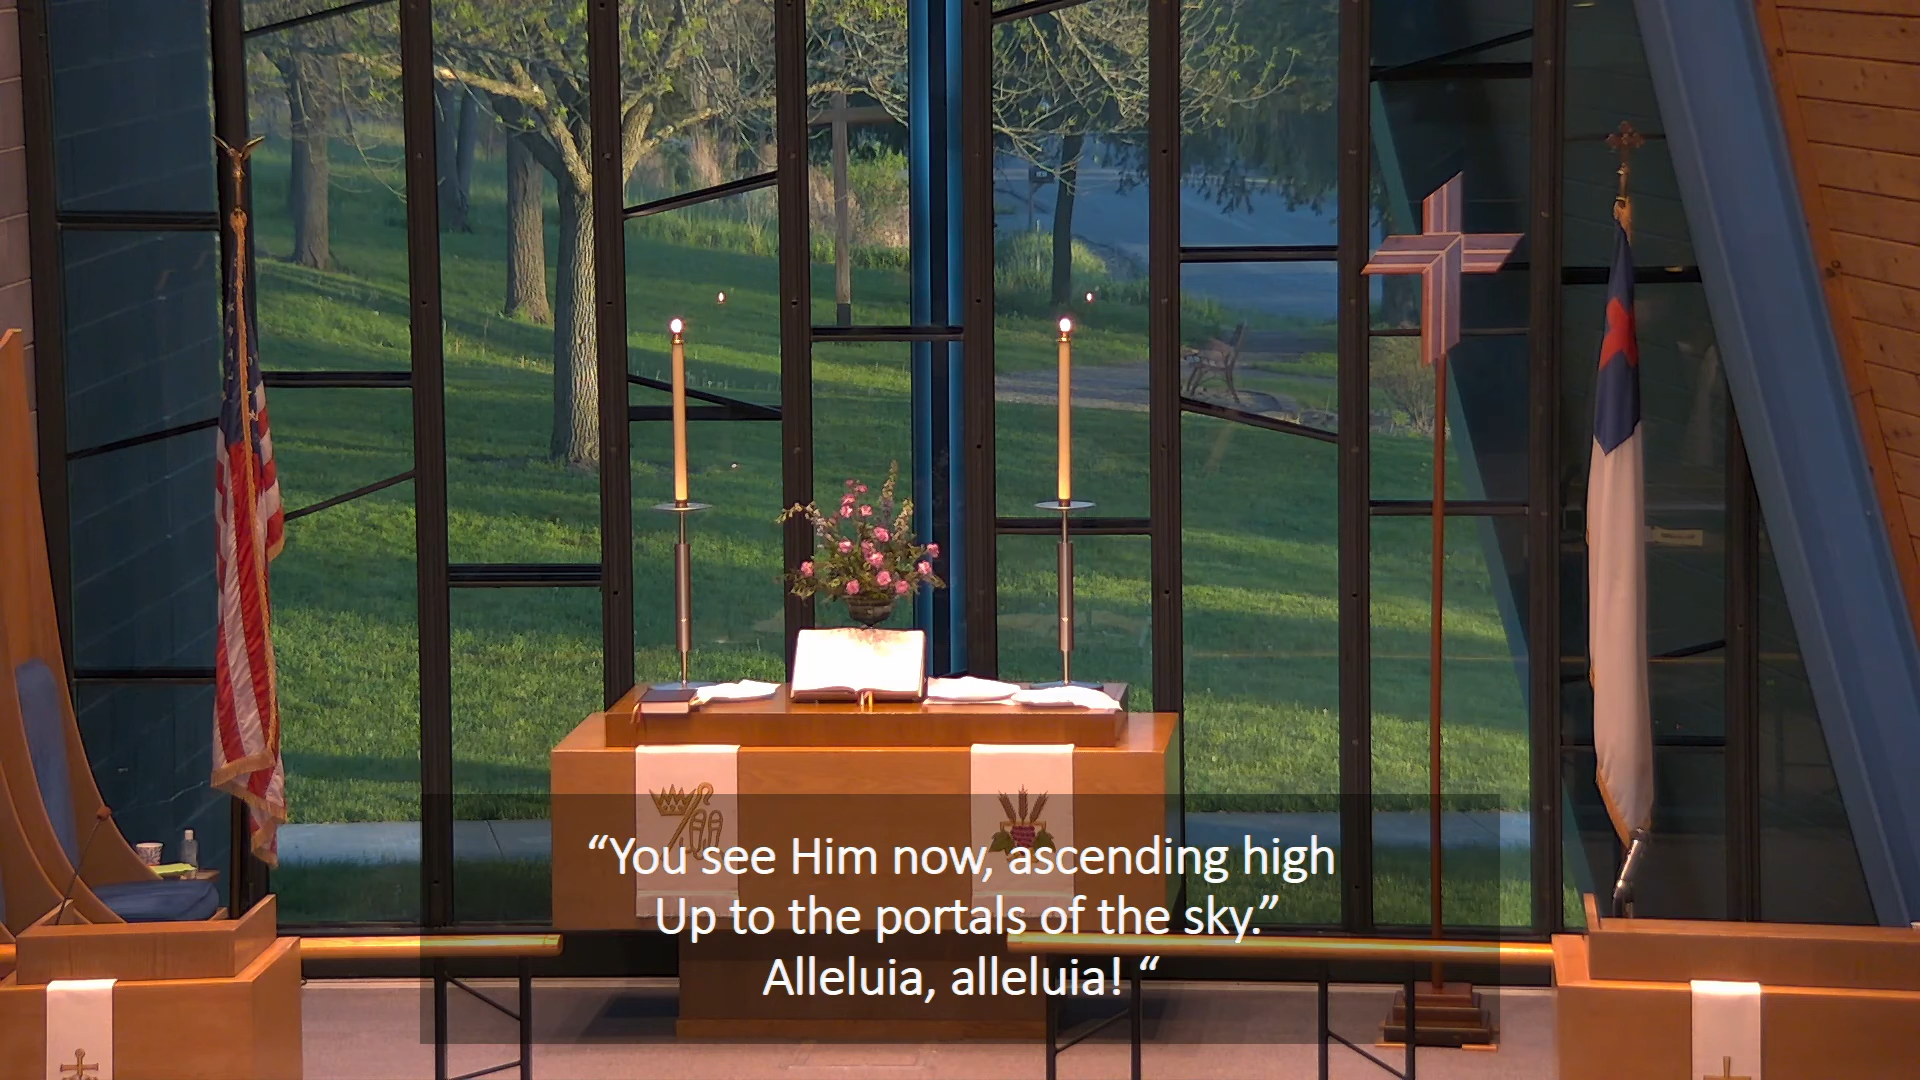 “You see Him now, ascending high
Up to the portals of the sky.”
Alleluia, alleluia! “